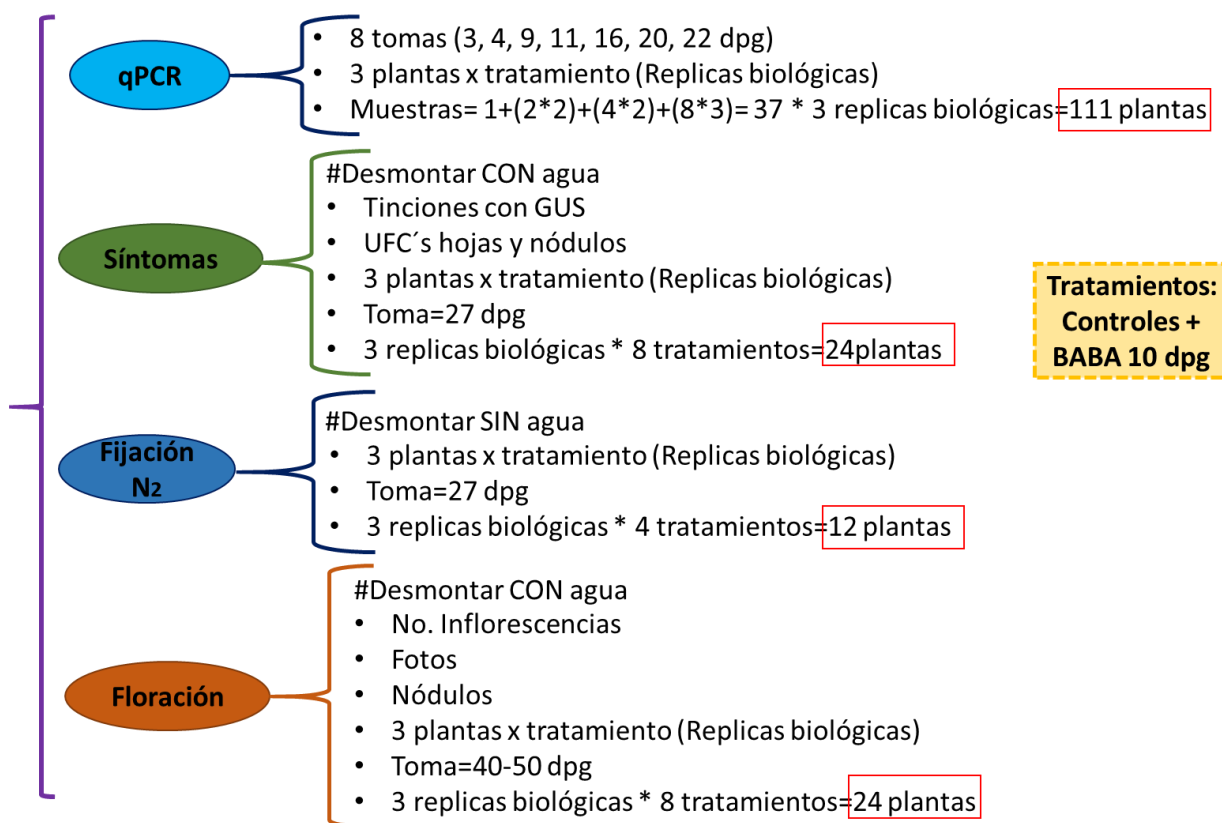 qPCR
• 8 tomas (3, 4, 9, 11, 16, 20, 22 dpg)
• 3 plantas x tratamiento (Replicas biológicas)
• Muestras= 1+(2*2)+(4*2)+(8*3)= 37 * 3 replicas biológicas=111 plantas
Síntomas
#Desmontar CON agua
• Tinciones con GUS
• UFC´s hojas y nódulos
• 3 plantas x tratamiento (Replicas biológicas)
• Toma=27 dpg
• 3 replicas biológicas * 8 tratamientos=24plantas
Tratamientos:
Controles +
BABA 10 dpg
Fijación
N2
#Desmontar SIN agua
• 3 plantas x tratamiento (Replicas biológicas)
• Toma=27 dpg
• 3 replicas biológicas * 4 tratamientos=12 plantas
Floración
#Desmontar CON agua
• No. Inflorescencias
• Fotos
• Nódulos
• 3 plantas x tratamiento (Replicas biológicas)
• Toma=40-50 dpg
• 3 replicas biológicas * 8 tratamientos=24 plantas